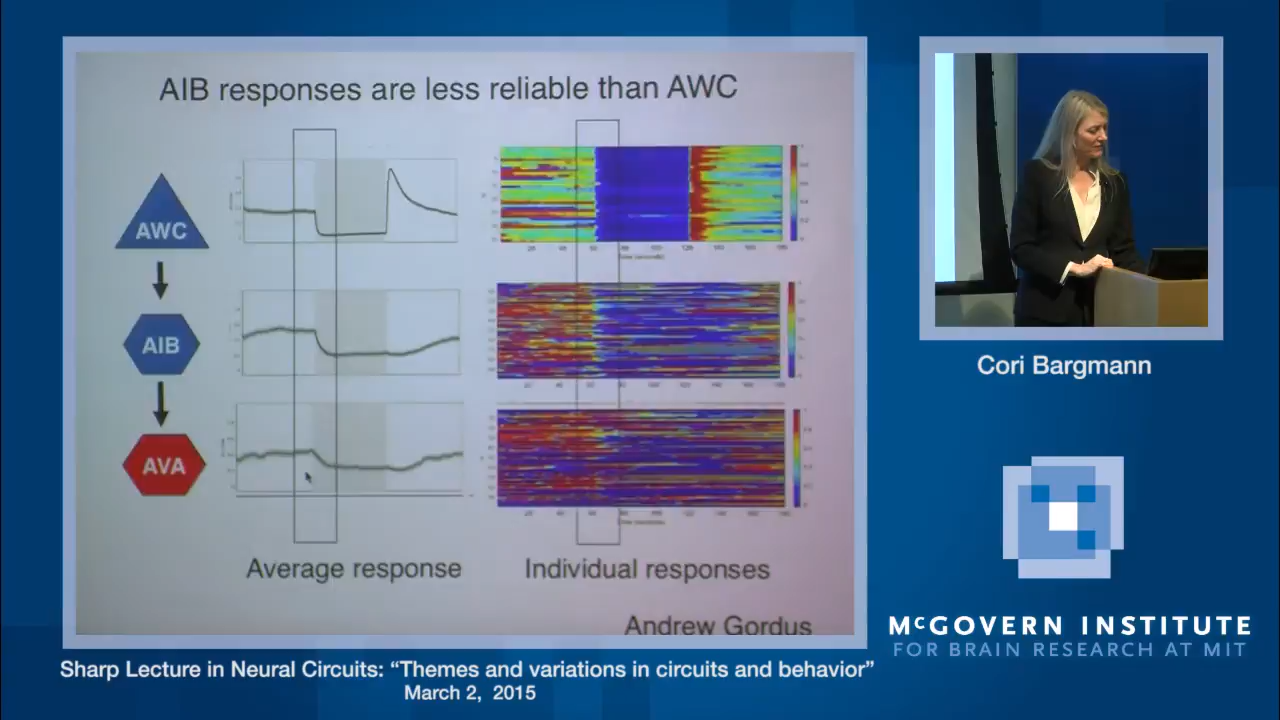 AIB responses are less reliable than AWC
AWC
AIB
AVA
Average response
Individual responses
Andrew Gordus
Cori Bargmann
McGOVERN INSTITUTE
FOR BRAIN RESEARCH AT MIT
Sharp Lecture in Neural Circuits: “Themes and variations in circuits and behavior”
March 2, 2015